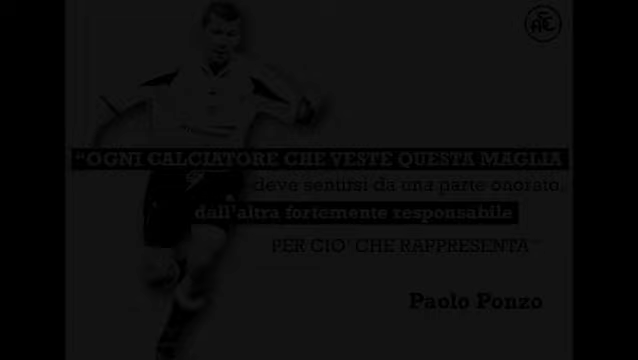 ASC
“OGNI CALCIATORE CHE VESTE QUESTA MAGLIA
deve sentirsi da una parte onorato,
dall'altra fortemente responsabile
PER CIO' CHE RAPPRESENTA”
Paolo Ponzo